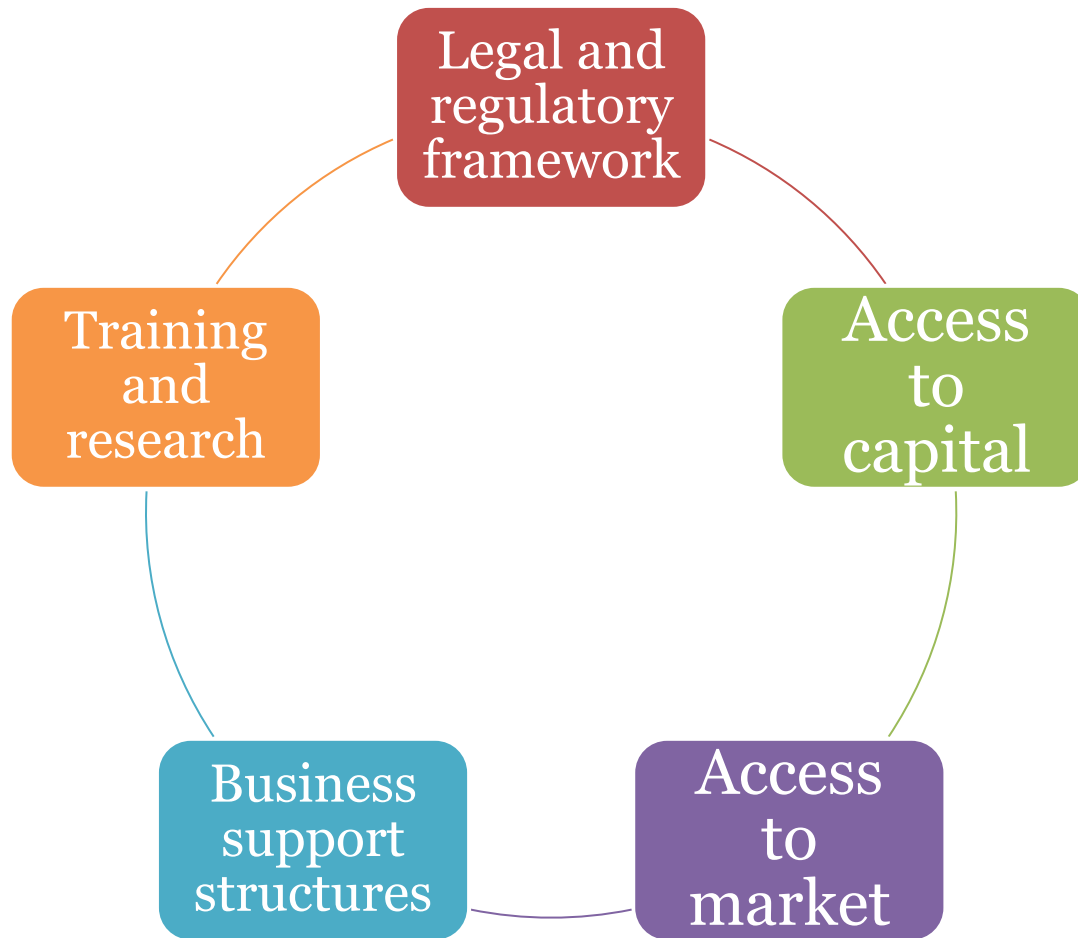 Legal and
regulatory
framework
Access
to
capital
Access
to
market
Business
support
structures
Training
and
research